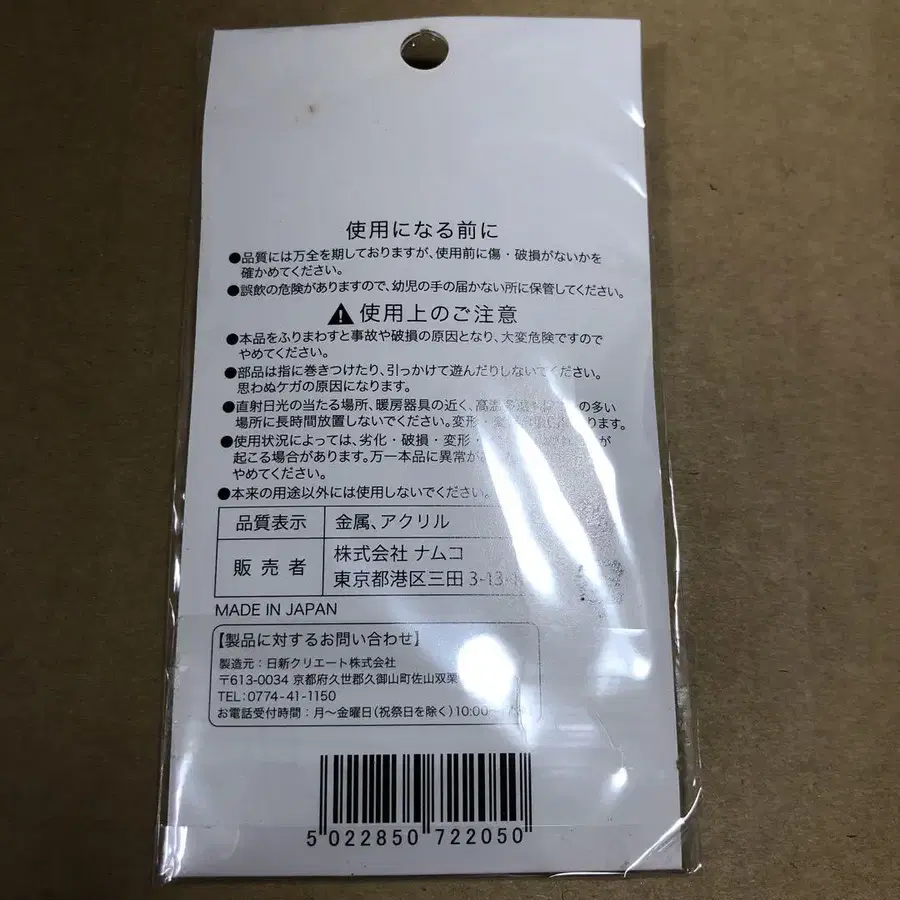 使用になる前に
●品質には万全を期しておりますが、使用前に傷・破損がないかを
確かめてください。
●誤飲の危険がありますので、幼児の手の届かない所に保管してください。
使用上のご注意
●本品をふりまわすと事故や破損の原因となり、大変危険ですので
やめてください。
●部品は指に巻きつけたり、引っかけて遊んだりしないでください。
思わぬケガの原因になります。
●直射日光の当たる場所、暖房器具の近く、高温 の多い
場所に長時間放置しないでください。変形・ ります。
●使用状況によっては、劣化・破損・変形・ が
起こる場合があります。万一本品に異常が
やめてください。
●本来の用途以外には使用しないでください。
品質表示 金属、アクリル
販売者 株式会社 ナムコ
東京都港区三田 3-13-
MADE IN JAPAN
【製品に対するお問い合わせ】
製造元:日新クリエート株式会社
〒613-0034 京都府久世郡久御山町佐山双栗
TEL:0774-41-1150
お電話受付時間:月〜金曜日(祝祭日を除く)10:00〜
5 022850 722050